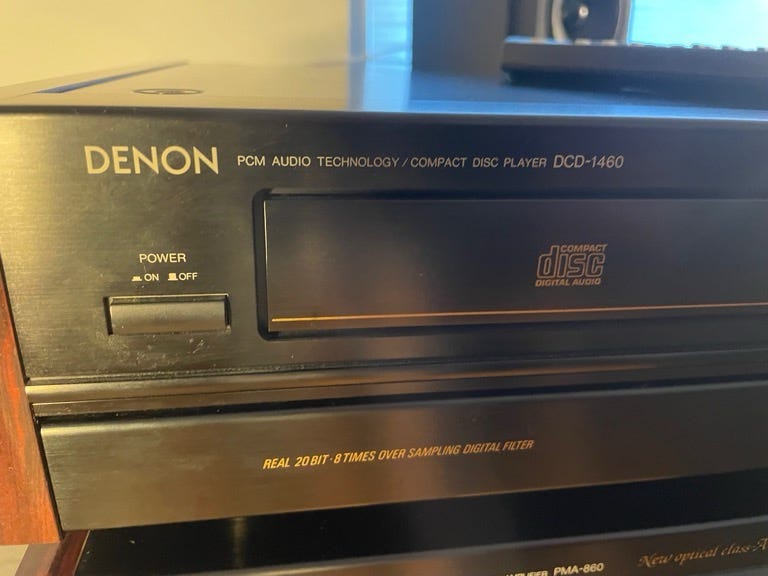 DENON PCM AUDIO TECHNOLOGY / COMPACT DISC PLAYER DCD-1460
POWER
ON OFF
COMPACT
disc
DIGITAL AUDIO
REAL 20 BIT · 8 TIMES OVER SAMPLING DIGITAL FILTER
PMA-860 New optical class-A